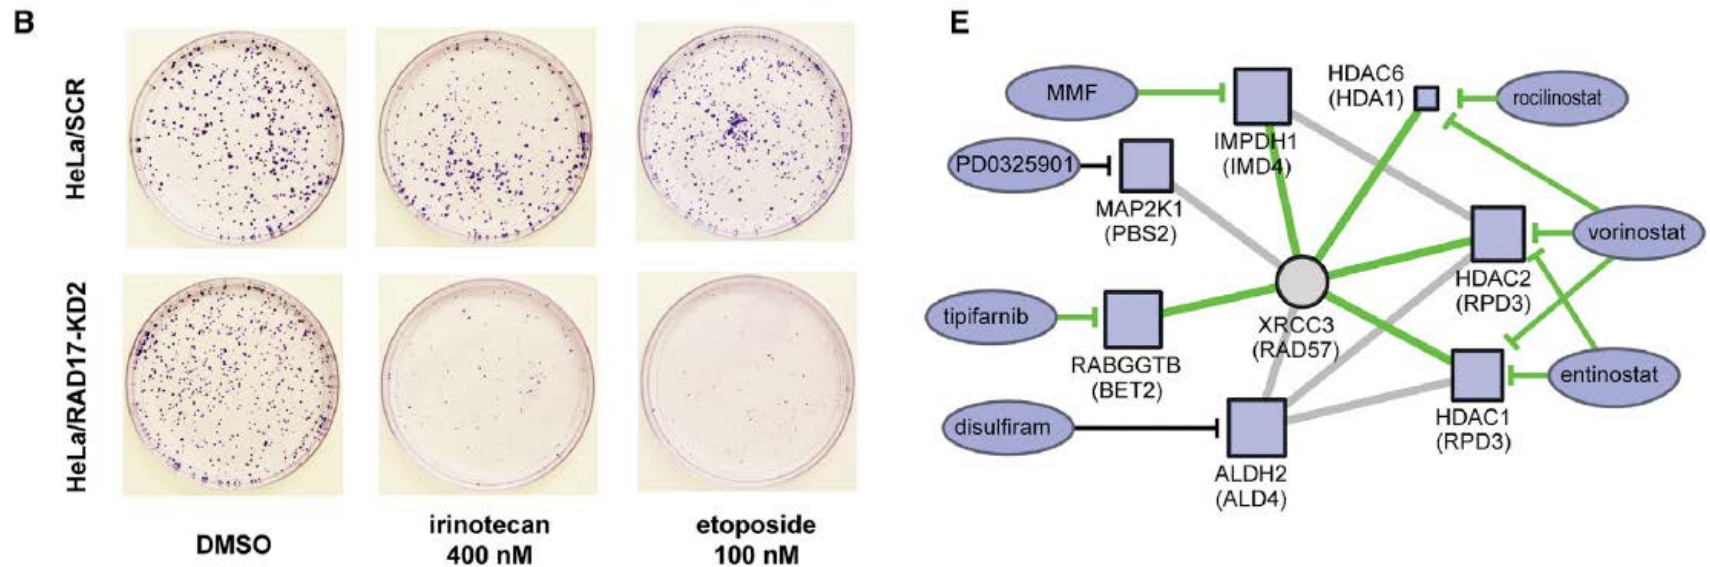 B
HeLa/SCR
HeLa/RAD17-KD2
DMSO
irinotecan
400 nM
etoposide
100 nM
E
MMF
IMPDH1
(IMD4)
HDAC6
(HDA1)
rocilinostat
PD0325901
MAP2K1
(PBS2)
vorinostat
HDAC2
(RPD3)
tipifarnib
RABGGTB
(BET2)
XRCC3
(RAD57)
entinostat
HDAC1
(RPD3)
disulfiram
ALDH2
(ALD4)